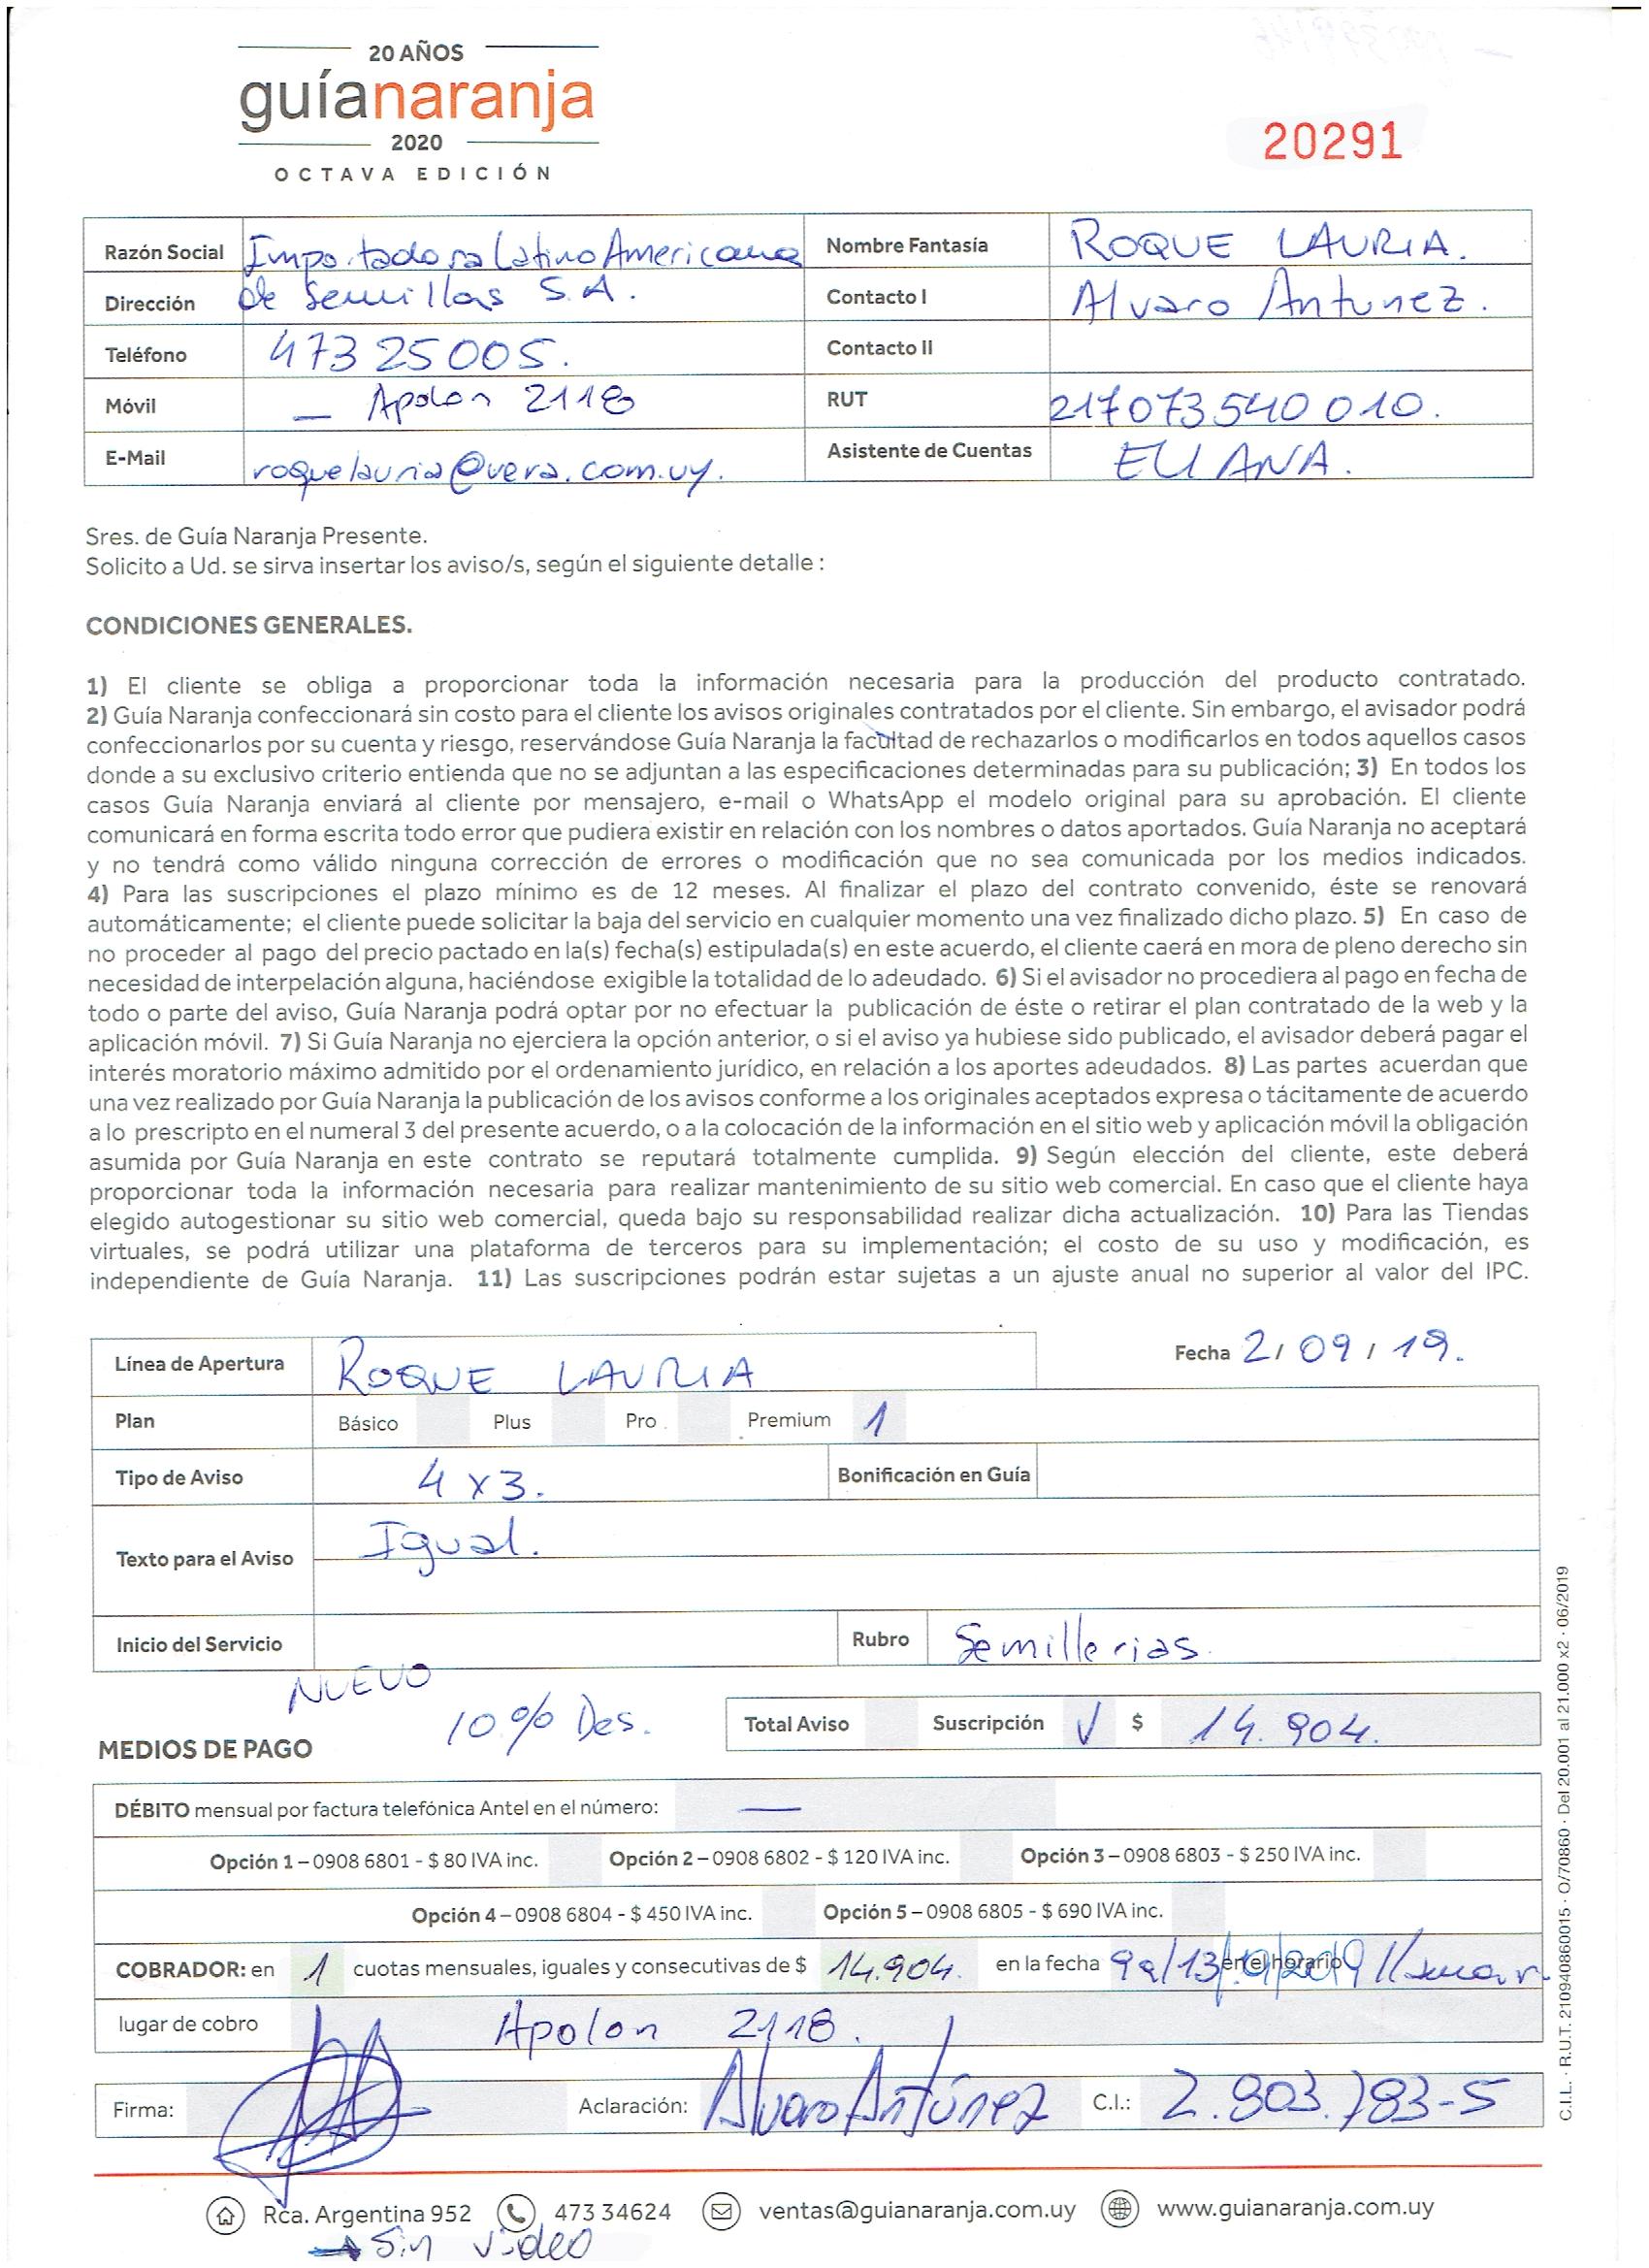 20 AÑOS
guíanaranja
2020
OCTAVA EDICIÓN
20291
Razón Social Importadora LatinoAmericana Nombre Fantasía ROQUE LAURIA.
Dirección de Semillas S.A. Contacto I Alvaro Antunez.
Teléfono 473 25005. Contacto II
Móvil — Apolon 2118 RUT 217073540010.
E-Mail roquelauria@vera.com.uy. Asistente de Cuentas ELIANA.
Sres. de Guía Naranja Presente.
Solicito a Ud. se sirva insertar los aviso/s, según el siguiente detalle :
CONDICIONES GENERALES.
1) El cliente se obliga a proporcionar toda la información necesaria para la producción del producto contratado.
2) Guía Naranja confeccionará sin costo para el cliente los avisos originales contratados por el cliente. Sin embargo, el avisador podrá
confeccionarlos por su cuenta y riesgo, reservándose Guía Naranja la facultad de rechazarlos o modificarlos en todos aquellos casos
donde a su exclusivo criterio entienda que no se adjuntan a las especificaciones determinadas para su publicación; 3) En todos los
casos Guía Naranja enviará al cliente por mensajero, e-mail o WhatsApp el modelo original para su aprobación. El cliente
comunicará en forma escrita todo error que pudiera existir en relación con los nombres o datos aportados. Guía Naranja no aceptará
y no tendrá como válido ninguna corrección de errores o modificación que no sea comunicada por los medios indicados.
4) Para las suscripciones el plazo mínimo es de 12 meses. Al finalizar el plazo del contrato convenido, éste se renovará
automáticamente; el cliente puede solicitar la baja del servicio en cualquier momento una vez finalizado dicho plazo. 5) En caso de
no proceder al pago del precio pactado en la(s) fecha(s) estipulada(s) en este acuerdo, el cliente caerá en mora de pleno derecho sin
necesidad de interpelación alguna, haciéndose exigible la totalidad de lo adeudado. 6) Si el avisador no procediera al pago en fecha de
todo o parte del aviso, Guía Naranja podrá optar por no efectuar la publicación de éste o retirar el plan contratado de la web y la
aplicación móvil. 7) Si Guía Naranja no ejerciera la opción anterior, o si el aviso ya hubiese sido publicado, el avisador deberá pagar el
interés moratorio máximo admitido por el ordenamiento jurídico, en relación a los aportes adeudados. 8) Las partes acuerdan que
una vez realizado por Guía Naranja la publicación de los avisos conforme a los originales aceptados expresa o tácitamente de acuerdo
a lo prescripto en el numeral 3 del presente acuerdo, o a la colocación de la información en el sitio web y aplicación móvil la obligación
asumida por Guía Naranja en este contrato se reputará totalmente cumplida. 9) Según elección del cliente, este deberá
proporcionar toda la información necesaria para realizar mantenimiento de su sitio web comercial. En caso que el cliente haya
elegido autogestionar su sitio web comercial, queda bajo su responsabilidad realizar dicha actualización. 10) Para las Tiendas
virtuales, se podrá utilizar una plataforma de terceros para su implementación; el costo de su uso y modificación, es
independiente de Guía Naranja. 11) Las suscripciones podrán estar sujetas a un ajuste anual no superior al valor del IPC.
Línea de Apertura ROQUE LAURIA Fecha 2/09/19.
Plan Básico Plus Pro Premium 1
Tipo de Aviso 4 x 3. Bonificación en Guía
Texto para el Aviso Igual.
Inicio del Servicio Rubro Semillerias.
NUEVO
10% Des. Total Aviso Suscripción √ $ 14.904.
MEDIOS DE PAGO
DÉBITO mensual por factura telefónica Antel en el número: —
Opción 1 – 0908 6801 - $ 80 IVA inc. Opción 2 – 0908 6802 - $ 120 IVA inc. Opción 3 – 0908 6803 - $ 250 IVA inc.
Opción 4 – 0908 6804 - $ 450 IVA inc. Opción 5 – 0908 6805 - $ 690 IVA inc.
COBRADOR: en 1 cuotas mensuales, iguales y consecutivas de $ 14.904. en la fecha en el horario
lugar de cobro Apolon 2118.
Firma: Aclaración: Alvaro Antúnez C.I.: 2.803.783-5
Rca. Argentina 952 473 34624 ventas@guianaranja.com.uy www.guianaranja.com.uy
→ Sin video
C.I.L. · R.U.T. 210940860015 · O/70860 · Del 20.001 al 21.000 x2 · 06/2019